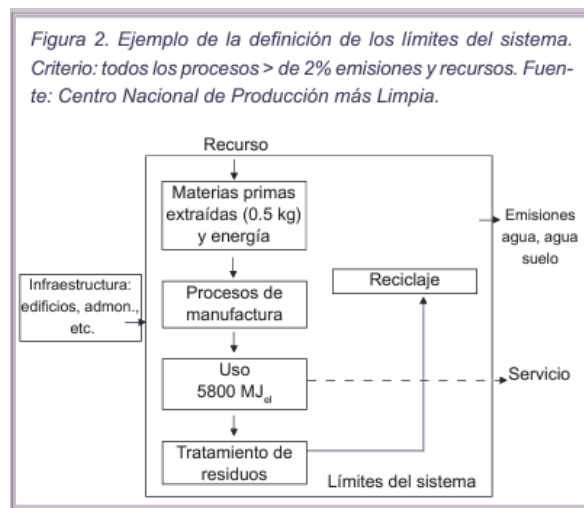 Figura 2. Ejemplo de la definición de los límites del sistema.
Criterio: todos los procesos > de 2% emisiones y recursos. Fuen-
te: Centro Nacional de Producción más Limpia.
Recurso
Materias primas
extraídas (0.5 kg)
y energía
Emisiones
agua, agua
suelo
Infraestructura:
edificios, admon.,
etc.
Procesos de
manufactura
Reciclaje
Uso
5800 MJel
Servicio
Tratamiento de
residuos
Límites del sistema